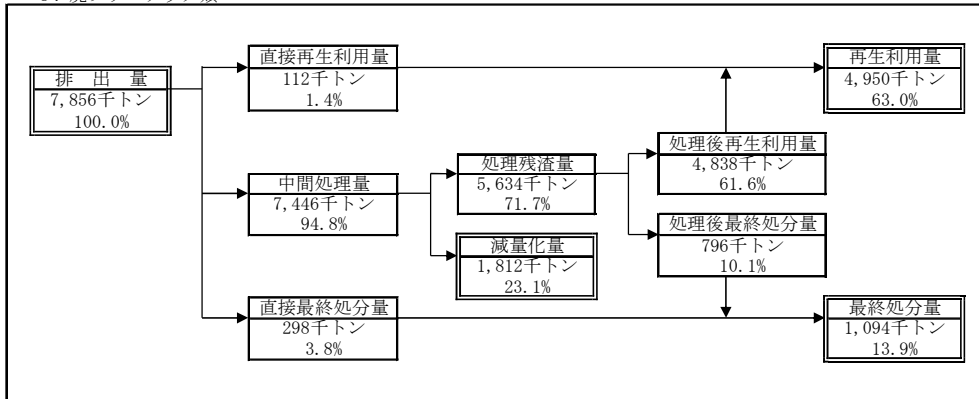 排 出 量
7,856千トン
100.0%
直接再生利用量
112千トン
1.4%
中間処理量
7,446千トン
94.8%
直接最終処分量
298千トン
3.8%
処理残渣量
5,634千トン
71.7%
減量化量
1,812千トン
23.1%
処理後再生利用量
4,838千トン
61.6%
処理後最終処分量
796千トン
10.1%
再生利用量
4,950千トン
63.0%
最終処分量
1,094千トン
13.9%